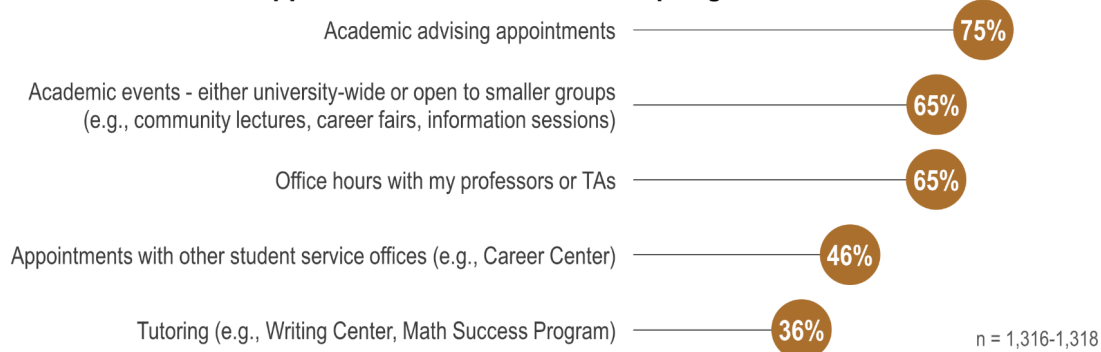 Academic advising appointments
75%
Academic events - either university-wide or open to smaller groups
(e.g., community lectures, career fairs, information sessions)
65%
Office hours with my professors or TAs
65%
Appointments with other student service offices (e.g., Career Center)
46%
Tutoring (e.g., Writing Center, Math Success Program)
36%
n = 1,316-1,318